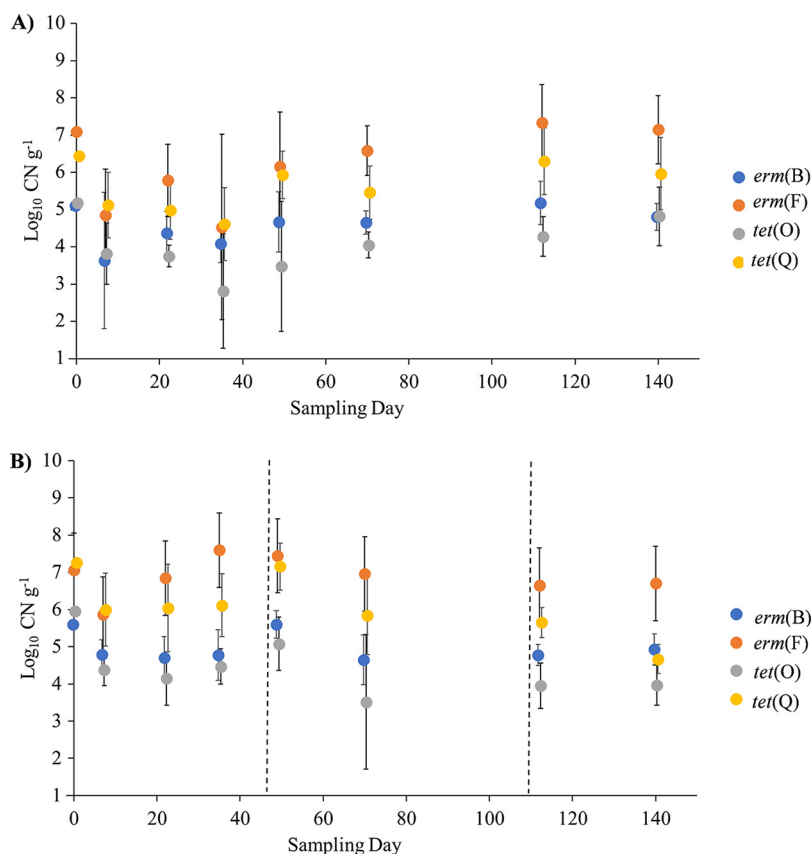 A)
10
9
8
7
6
5
4
3
2
1
Log10 CN g-1
0 20 40 60 80 100 120 140
Sampling Day
erm(B)
erm(F)
tet(O)
tet(Q)
B)
10
9
8
7
6
5
4
3
2
1
Log10 CN g-1
0 20 40 60 80 100 120 140
Sampling Day
erm(B)
erm(F)
tet(O)
tet(Q)